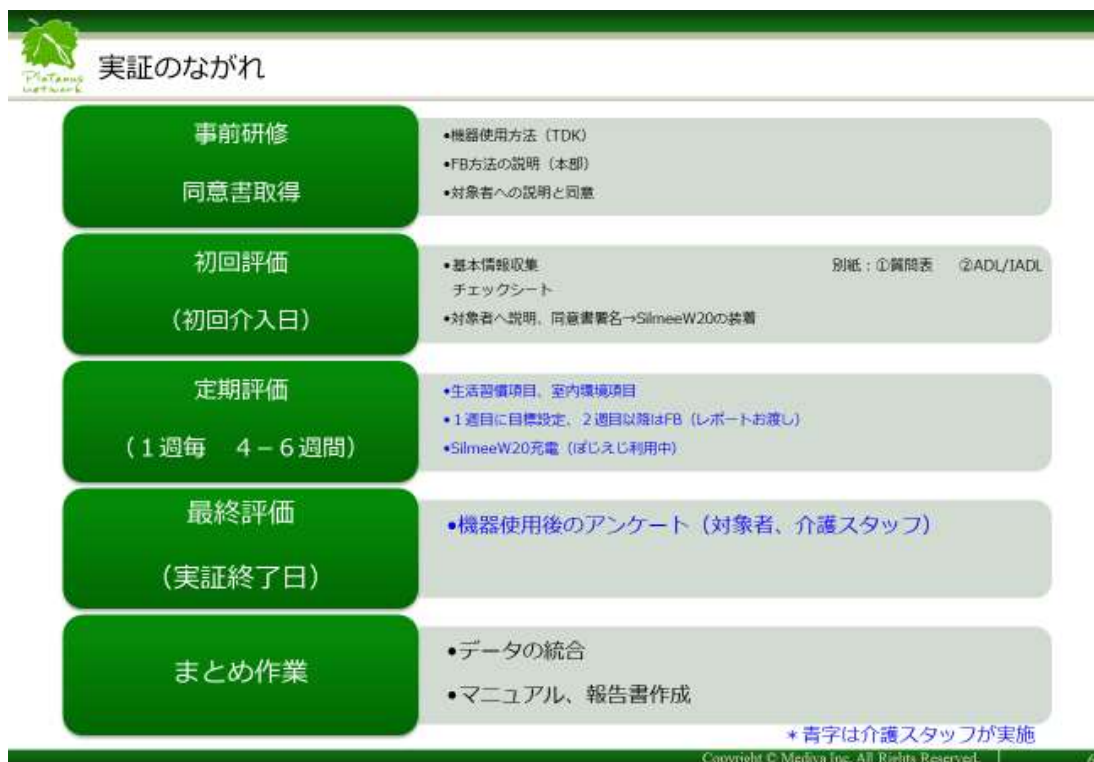 Platanus
network
実証のながれ
事前研修
同意書取得
•機器使用方法（TDK）
•FB方法の説明（本部）
•対象者への説明と同意
初回評価
（初回介入日）
•基本情報収集 別紙：①質問表 ②ADL/IADL
チェックシート
•対象者へ説明、同意書署名→SilmeeW20の装着
定期評価
（１週毎 ４－６週間）
•生活習慣項目、室内環境項目
•１週目に目標設定、２週目以降はFB（レポートお渡し）
•SilmeeW20充電（ぽじえじ利用中）
最終評価
（実証終了日）
•機器使用後のアンケート（対象者、介護スタッフ）
まとめ作業
•データの統合
•マニュアル、報告書作成
＊青字は介護スタッフが実施
Copyright © Mediva Inc. All Rights Reserved.